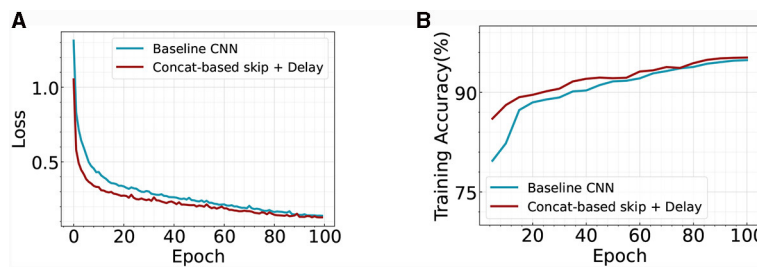 A
Baseline CNN
Concat-based skip + Delay
1.0
0.5
Loss
0 20 40 60 80 100
Epoch
B
90
75
Training Accuracy(%)
Baseline CNN
Concat-based skip + Delay
20 40 60 80 100
Epoch